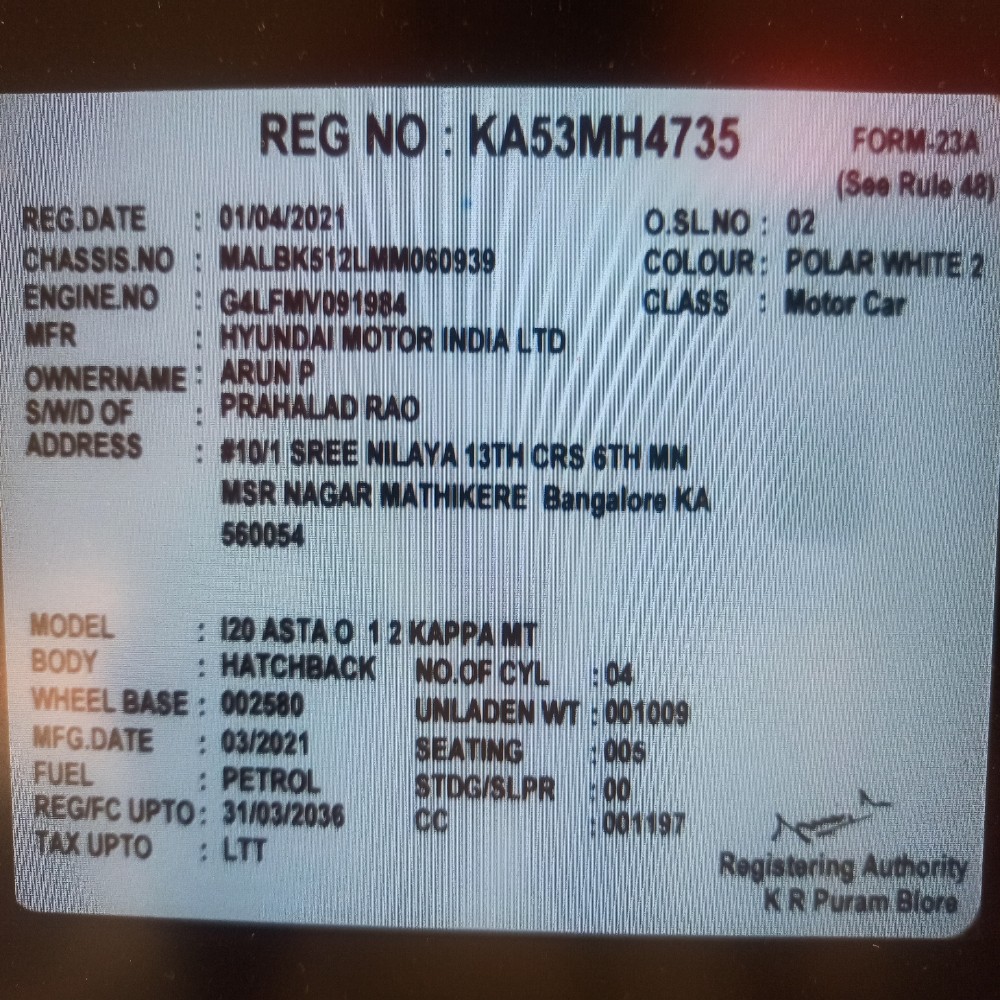 REG NO : KA53MH4735
FORM-23A
(See Rule 48)
REG.DATE : 01/04/2021 O.SL.NO : 02
CHASSIS.NO : MALBK512LMM060939 COLOUR : POLAR WHITE 2
ENGINE.NO : G4LFMV091984 CLASS : Motor Car
MFR : HYUNDAI MOTOR INDIA LTD
OWNERNAME : ARUN P
S/W/D OF : PRAHALAD RAO
ADDRESS : #10/1 SREE NILAYA 13TH CRS 6TH MN
MSR NAGAR MATHIKERE Bangalore KA
560054
MODEL : I20 ASTA O 1 2 KAPPA MT
BODY : HATCHBACK NO.OF CYL : 04
WHEEL BASE : 002580 UNLADEN WT : 001009
MFG.DATE : 03/2021 SEATING : 005
FUEL : PETROL STDG/SLPR : 00
REG/FC UPTO : 31/03/2036 CC : 001197
TAX UPTO : LTT
Registering Authority
K R Puram Blore